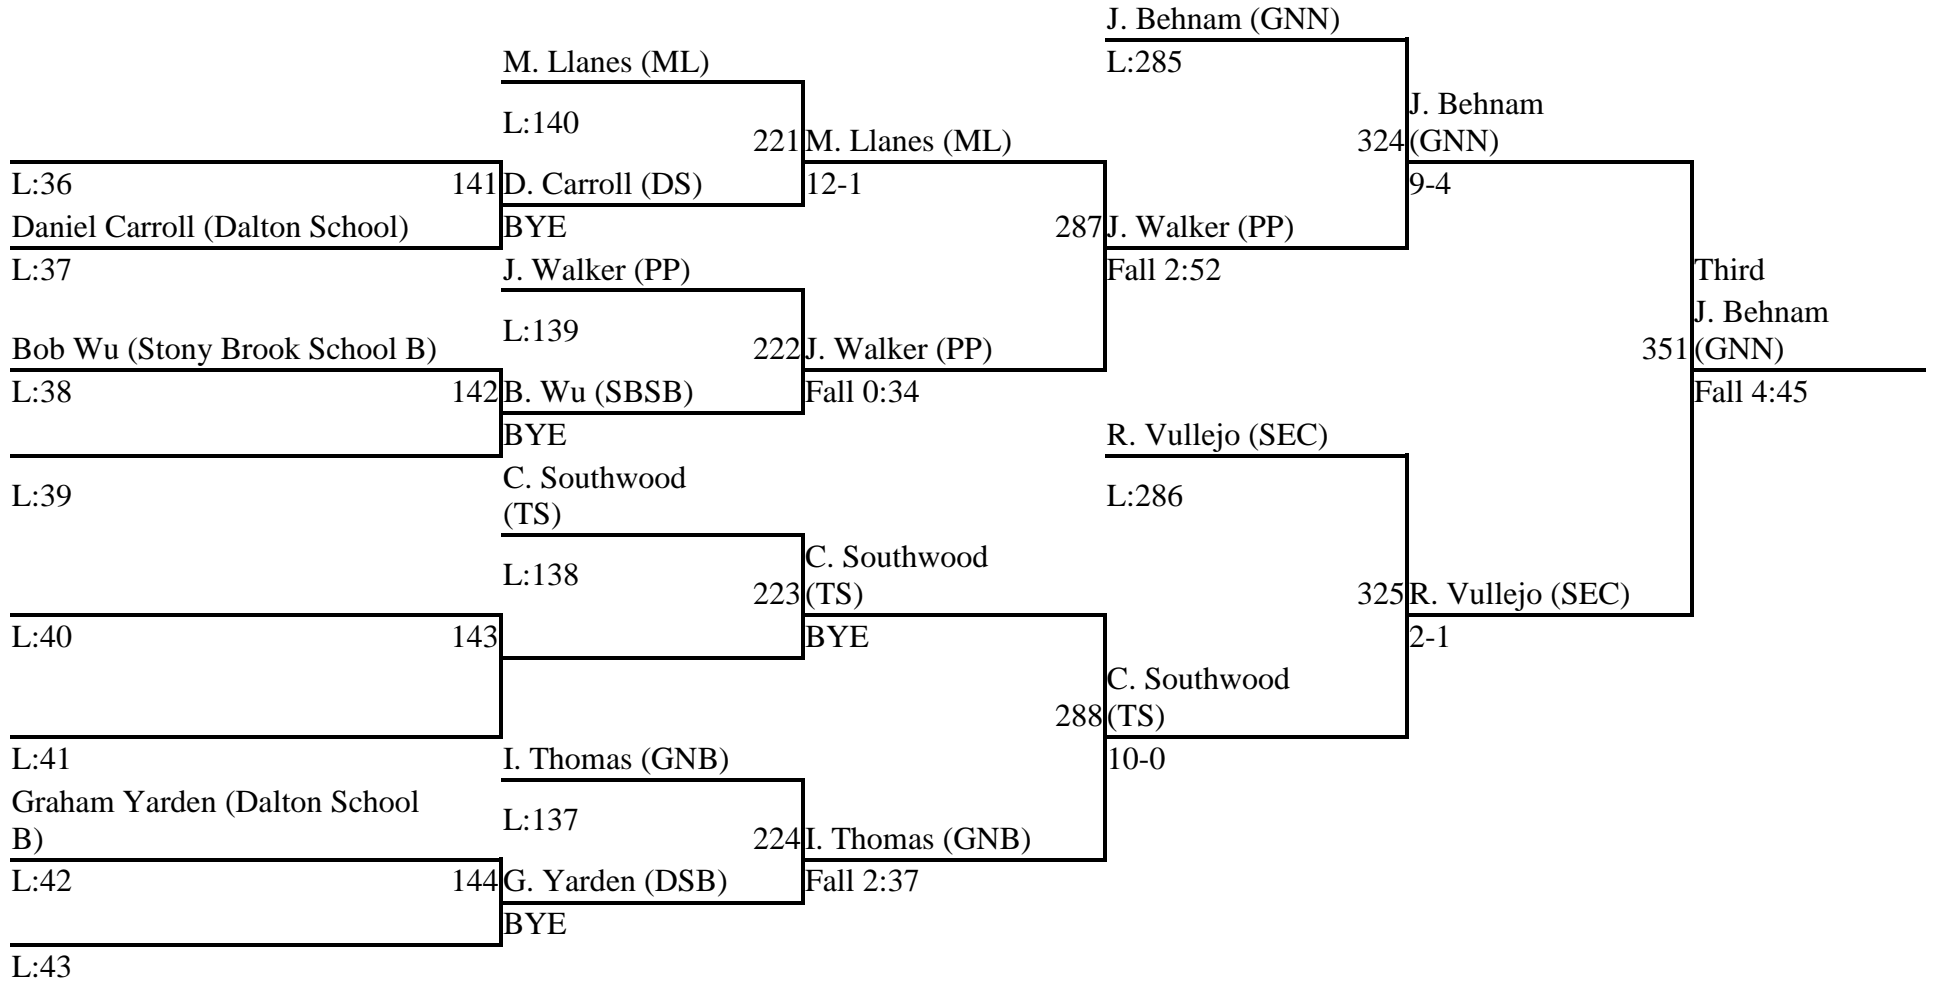 J. Behnam (GNN)
M. Llanes (ML)
L:285
J. Behnam
L:140
221 M. Llanes (ML)
324 (GNN)
L:36
141 D. Carroll (DS)
12-1
9-4
Daniel Carroll (Dalton School)
BYE
287 J. Walker (PP)
L:37
J. Walker (PP)
Fall 2:52
Third
J. Behnam
L:139
Bob Wu (Stony Brook School B)
222 J. Walker (PP)
351 (GNN)
L:38
142 B. Wu (SBSB)
Fall 0:34
Fall 4:45
BYE
R. Vullejo (SEC)
C. Southwood
L:39
L:286
(TS)
C. Southwood
L:138
223 (TS)
325 R. Vullejo (SEC)
L:40
143
BYE
2-1
C. Southwood
288 (TS)
L:41
I. Thomas (GNB)
10-0
Graham Yarden (Dalton School
L:137
B)
224 I. Thomas (GNB)
L:42
144 G. Yarden (DSB)
Fall 2:37
BYE
L:43